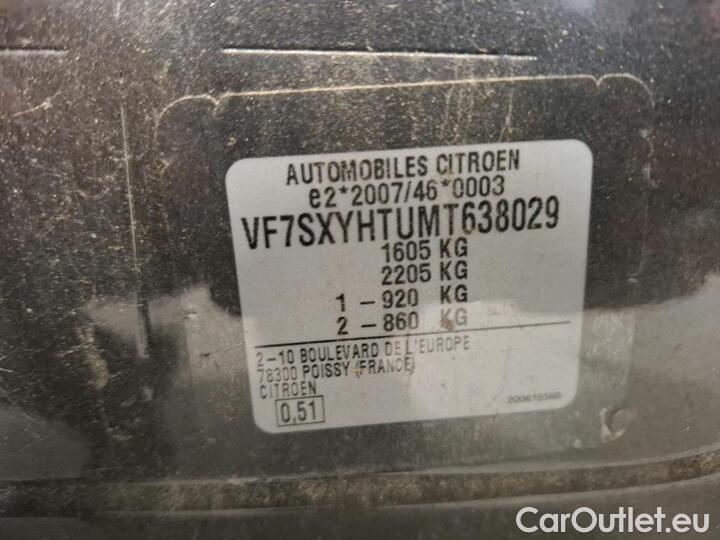 AUTOMOBILES CITROEN
e2*2007/46*0003
VF7SXYHTUMT638029
1605 KG
2205 KG
1 – 920 KG
2 – 860 KG
2–10 BOULEVARD DE L'EUROPE
78300 POISSY (FRANCE)
CITROEN
0,51
200615566
CarOutlet.eu